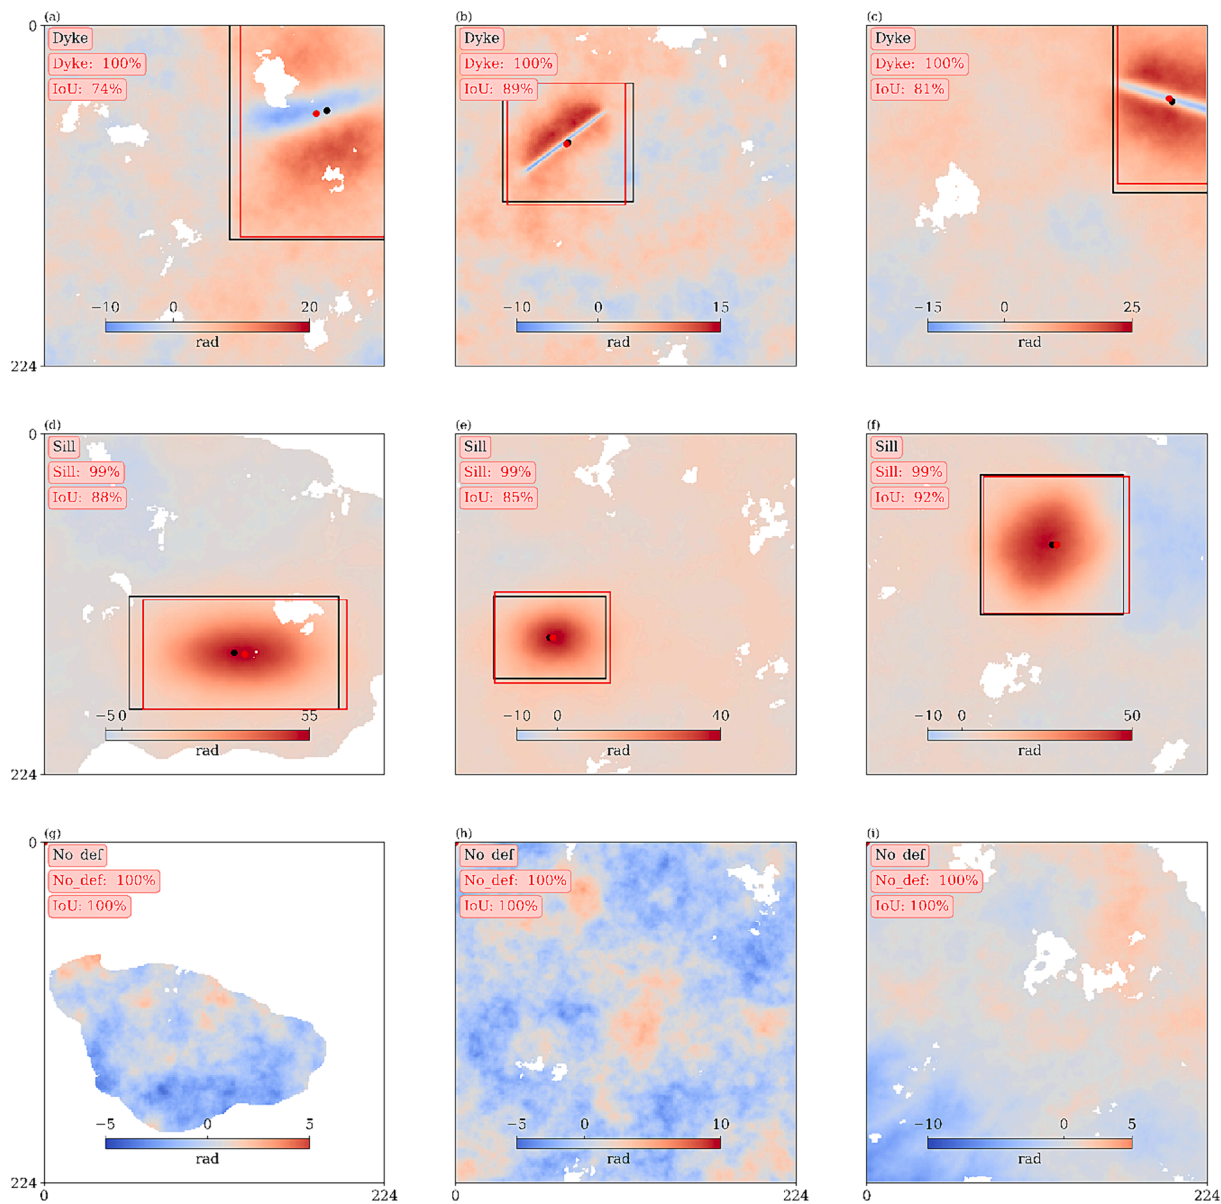 (a) (b) (c)
0
Dyke
Dyke: 100%
IoU: 74%
Dyke
Dyke: 100%
IoU: 89%
Dyke
Dyke: 100%
IoU: 81%
−10 0 20
rad
−10 0 15
rad
−15 0 25
rad
224
(d) (e) (f)
0
Sill
Sill: 99%
IoU: 88%
Sill
Sill: 99%
IoU: 85%
Sill
Sill: 99%
IoU: 92%
−5 0 35
rad
−10 0 40
rad
−10 0 50
rad
224
(g) (h) (i)
0
No def
No_def: 100%
IoU: 100%
No def
No_def: 100%
IoU: 100%
No def
No_def: 100%
IoU: 100%
−5 0 5
rad
−5 0 10
rad
−10 0 5
rad
224
0 224 0 224 0 224